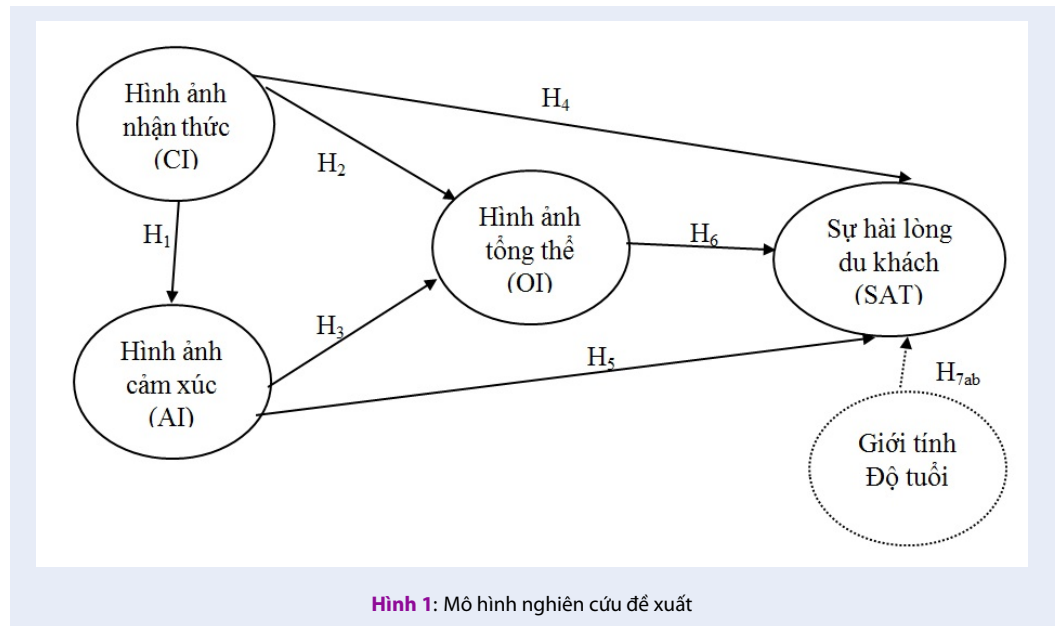 Hình ảnh
nhận thức
(CI)
H4
H2
Hình ảnh
tổng thể
(OI)
H6
Sự hài lòng
du khách
(SAT)
H1
H3
Hình ảnh
cảm xúc
(AI)
H5
H7ab
Giới tính
Độ tuổi
Hình 1: Mô hình nghiên cứu đề xuất